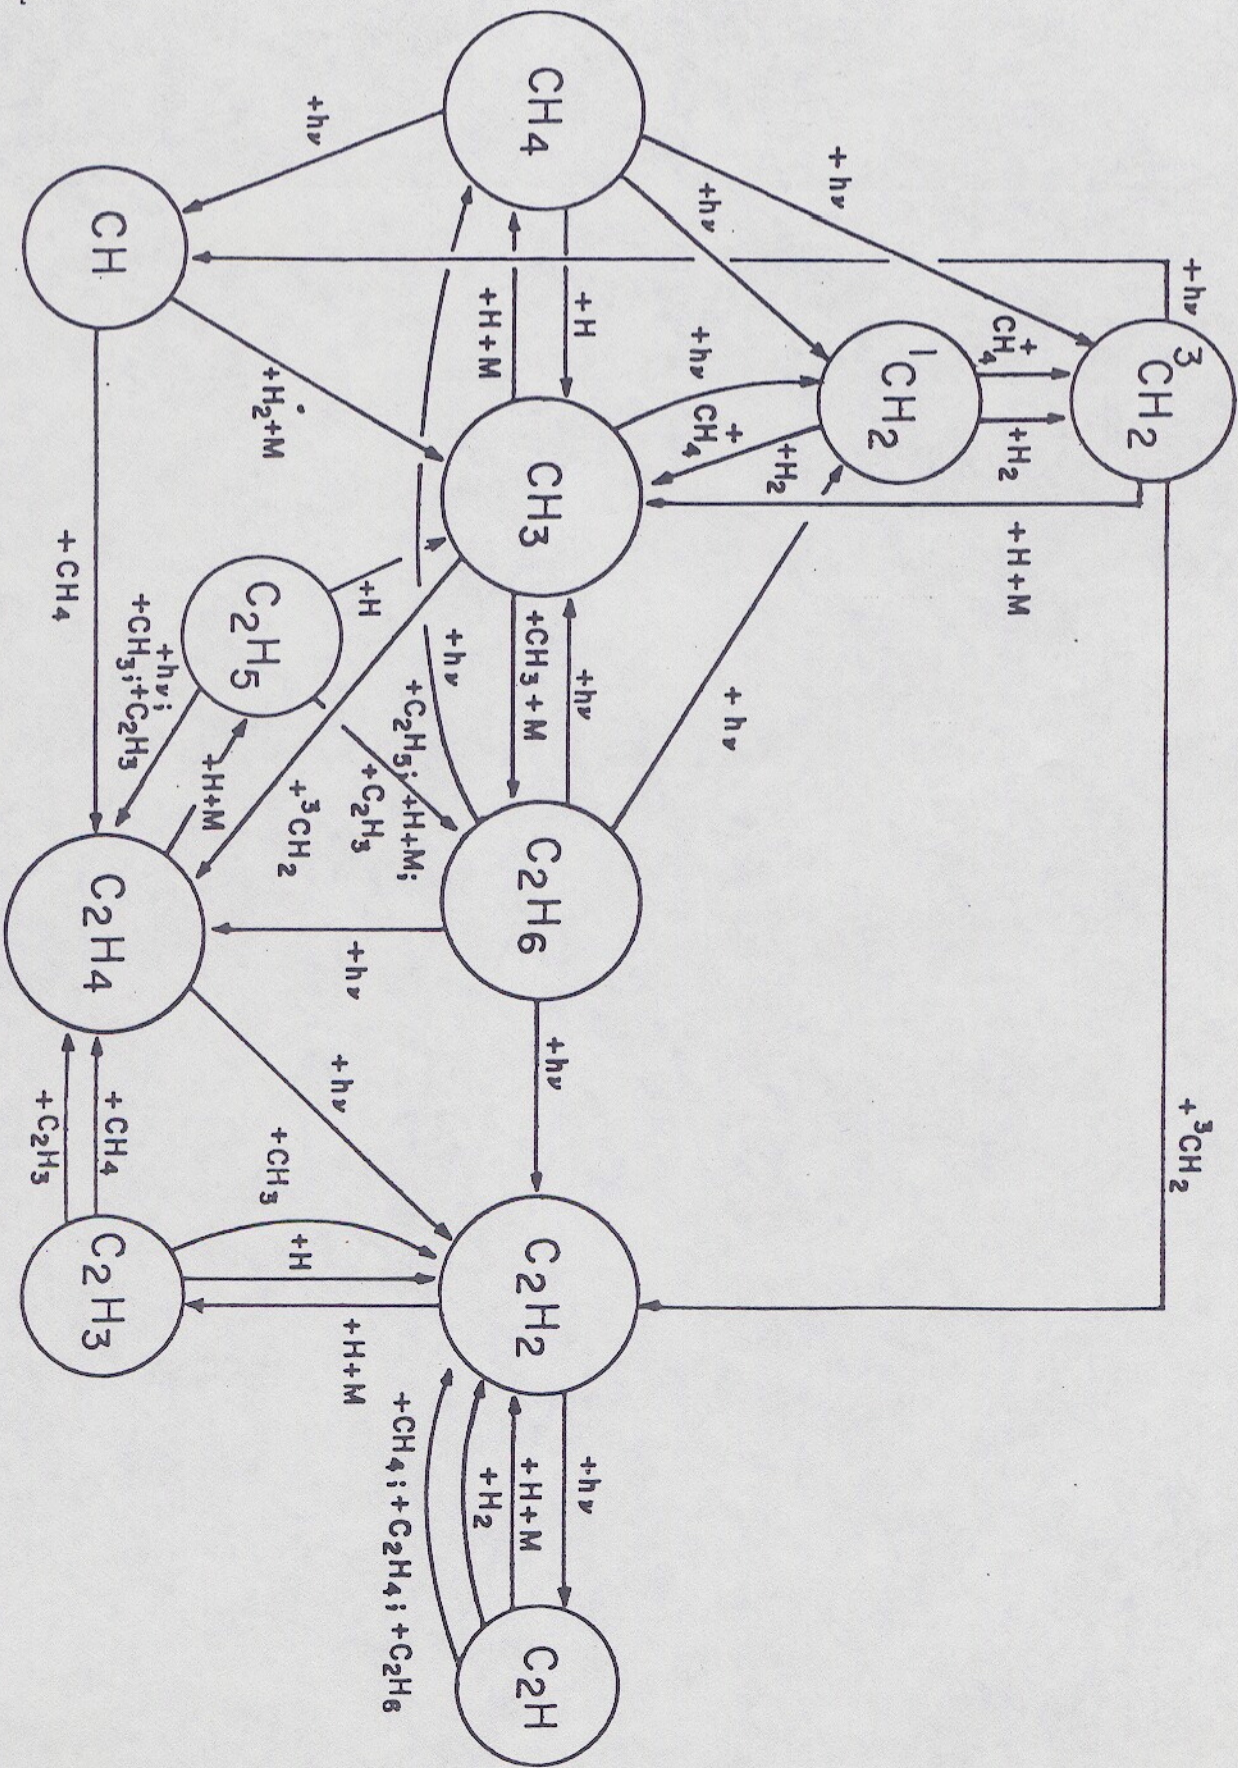 +hν
³CH₂
+³CH₂
+CH₄
+H₂
+H+M
¹CH₂
+hν
+hν
+hν
+CH₄
+H₂
+hν
CH₄
+H
+H+M
CH₃
+hν
+CH₃+M
C₂H₆
+hν
C₂H₂
+hν
+H+M
+H₂
+CH₄;+C₂H₄;+C₂H₆
C₂H
+hν
+C₂H₅;+H+M;
+C₂H₃
+hν
+hν
+H
C₂H₅
+³CH₂
+H+M
+hν;
+CH₃;+C₂H₃
+hν
CH
+H₂+M
+CH₄
C₂H₄
+CH₄
+C₂H₃
C₂H₃
+CH₃
+H
+H+M